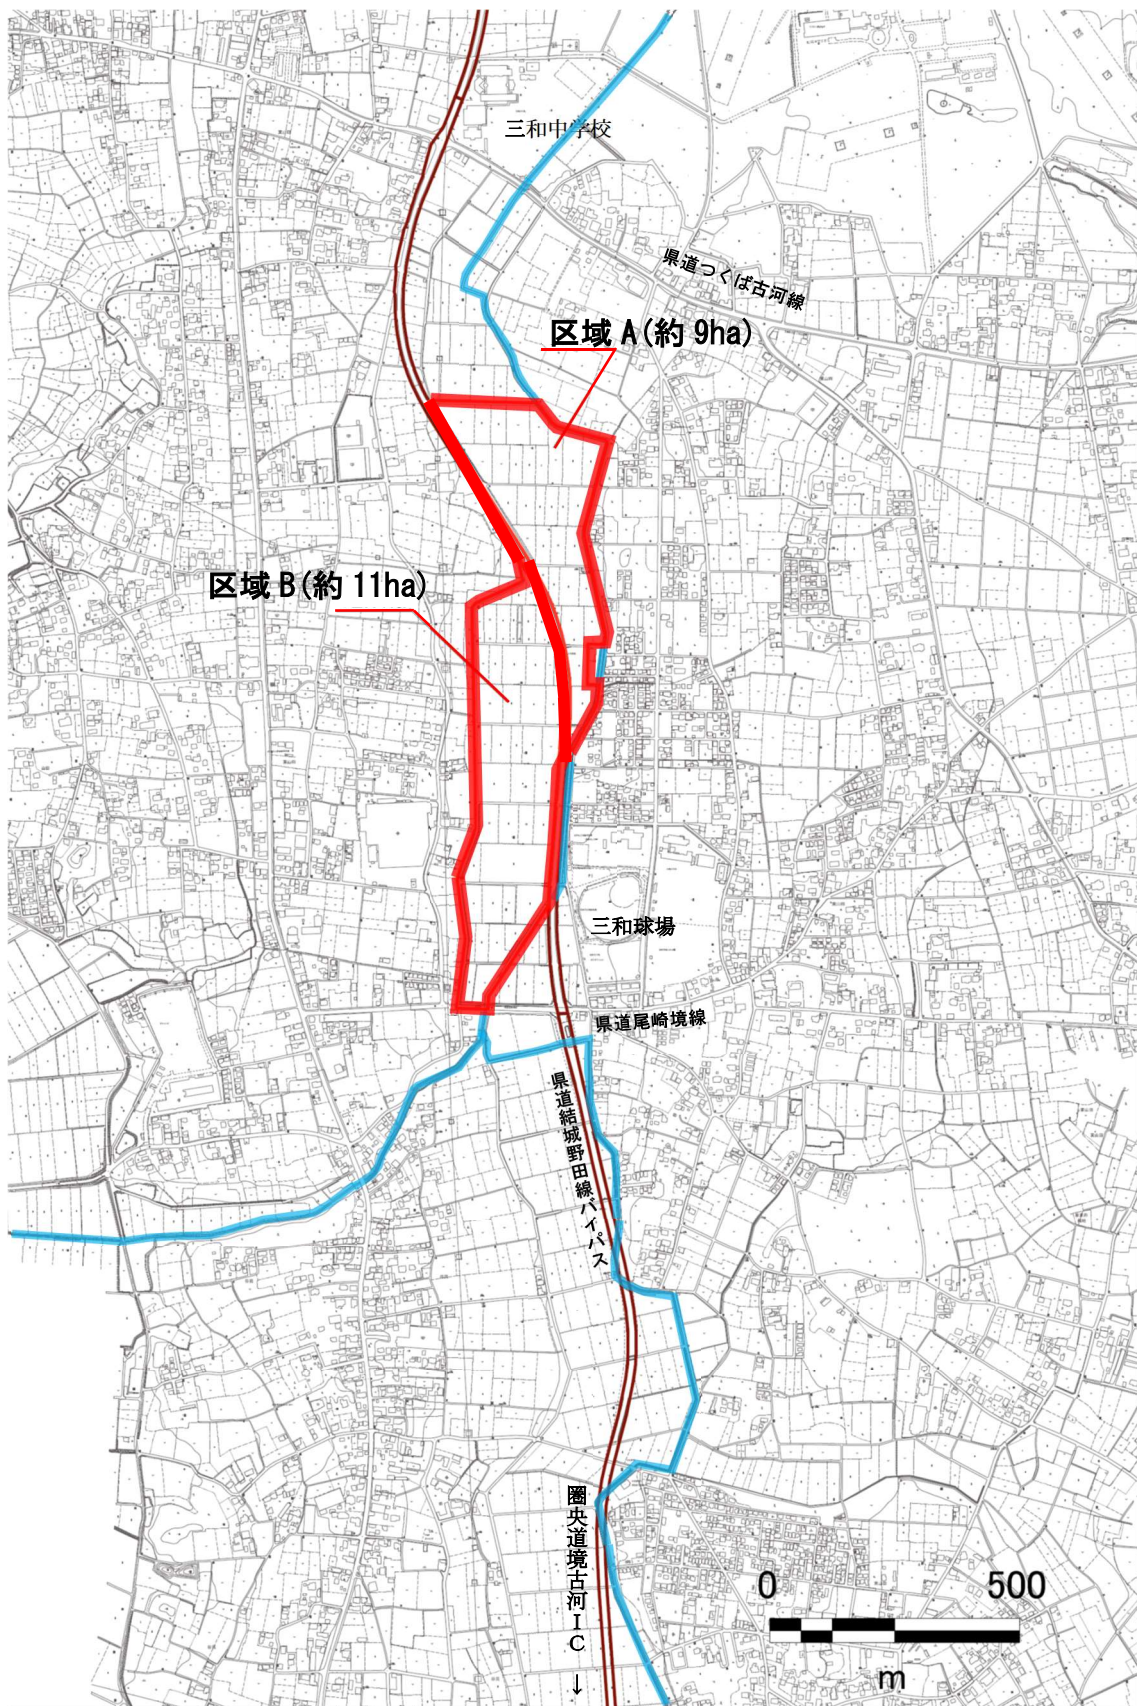 三和中学校
県道つくば古河線
区域 A(約 9ha)
区域 B(約 11ha)
三和球場
県道尾崎境線
県道結城野田線バイパス
圏央道境古河IC ↓
0 500
m